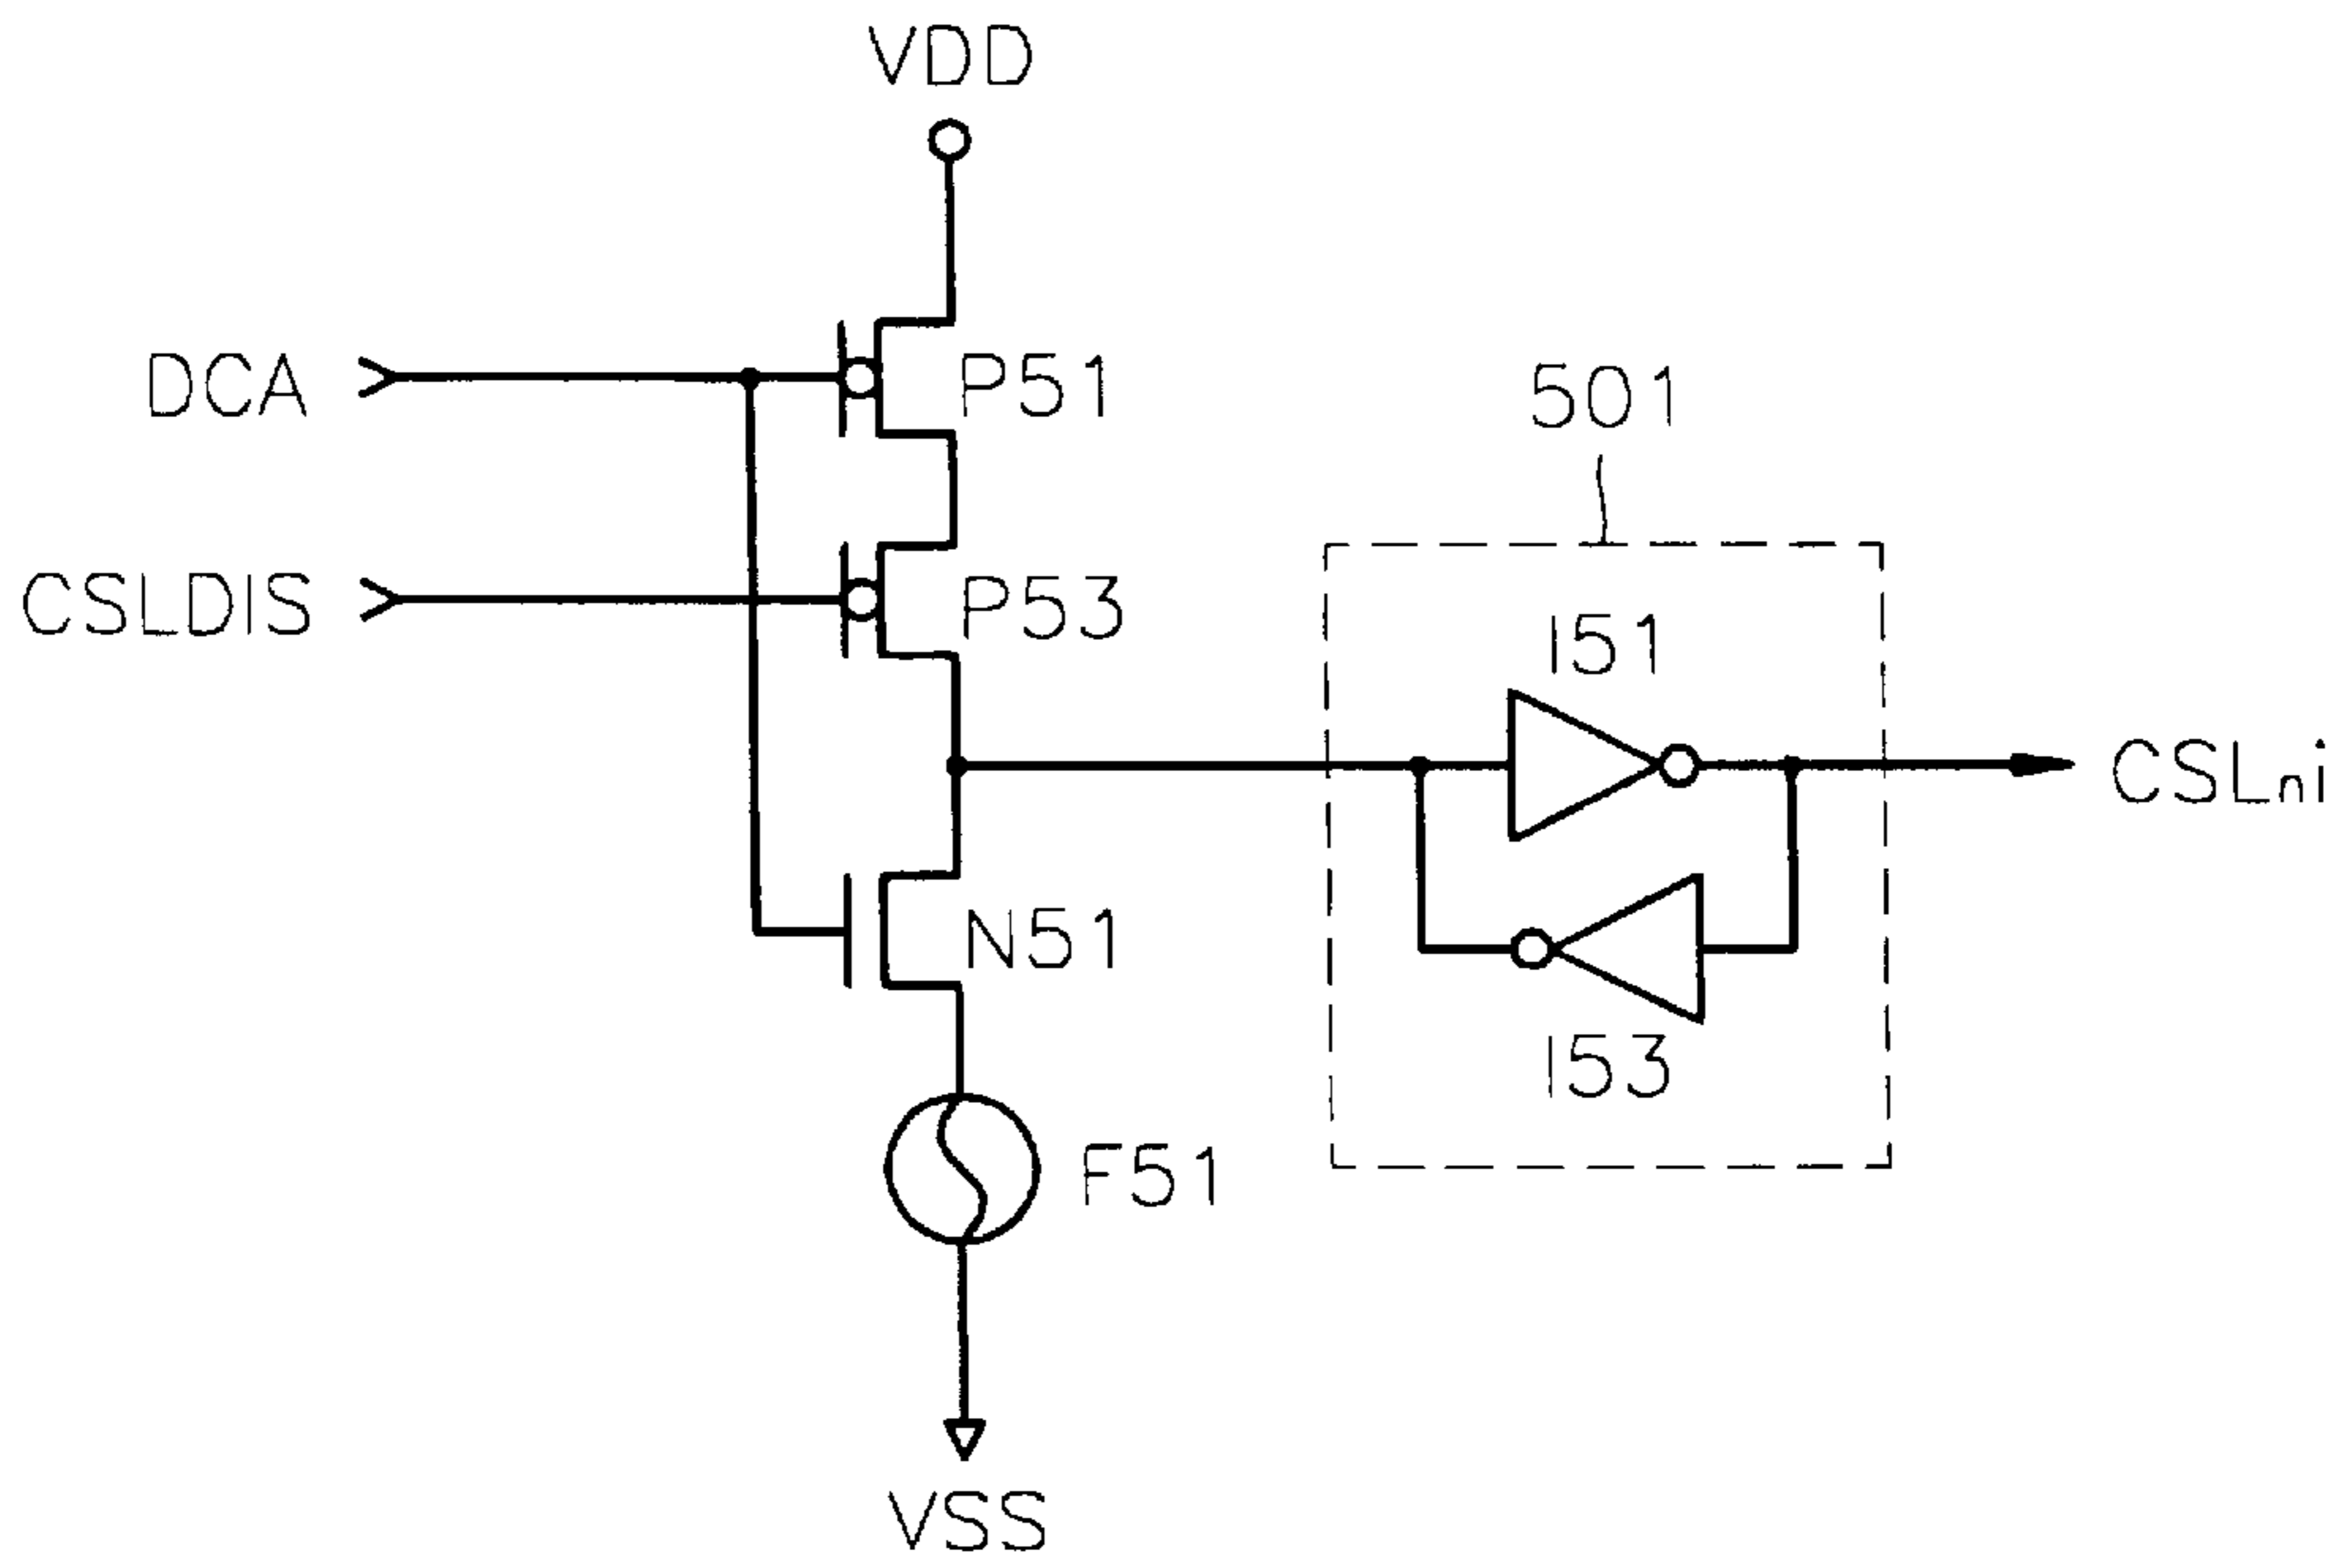 VDD
DCA
P51
501
CSLDIS
P53
I51
CSLni
N51
I53
F51
VSS